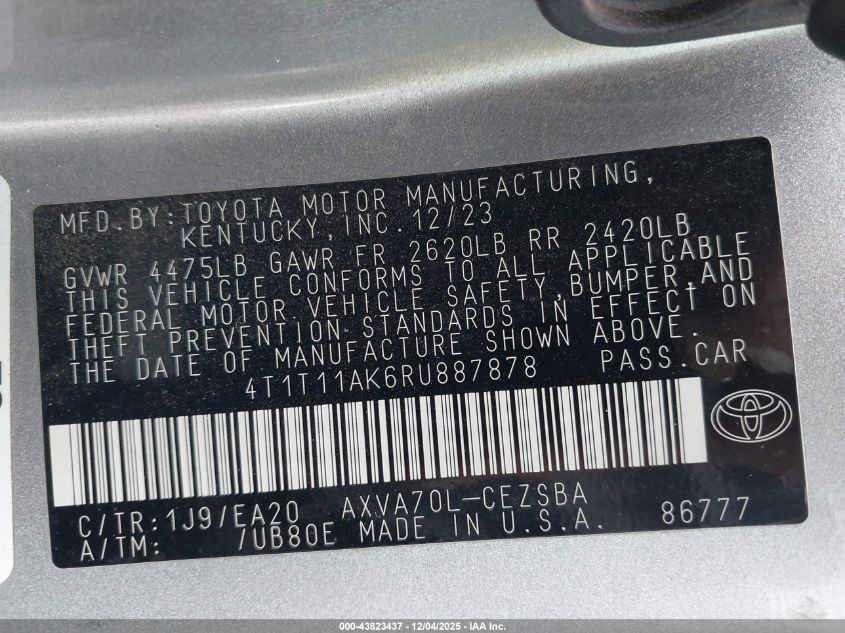 MFD.BY:TOYOTA MOTOR MANUFACTURING,
KENTUCKY,INC.12/23
GVWR 4475LB GAWR FR 2620LB RR 2420LB
THIS VEHICLE CONFORMS TO ALL APPLICABLE
FEDERAL MOTOR VEHICLE SAFETY,BUMPER,AND
THEFT PREVENTION STANDARDS IN EFFECT ON
THE DATE OF MANUFACTURE SHOWN ABOVE.
4T1T11AK6RU887878 PASS.CAR
C/TR:1J9/EA20 AXVA70L-CEZSBA
A/TM: /UB80E MADE IN U.S.A. 86777
000-43823437 - 12/04/2025 - IAA Inc.